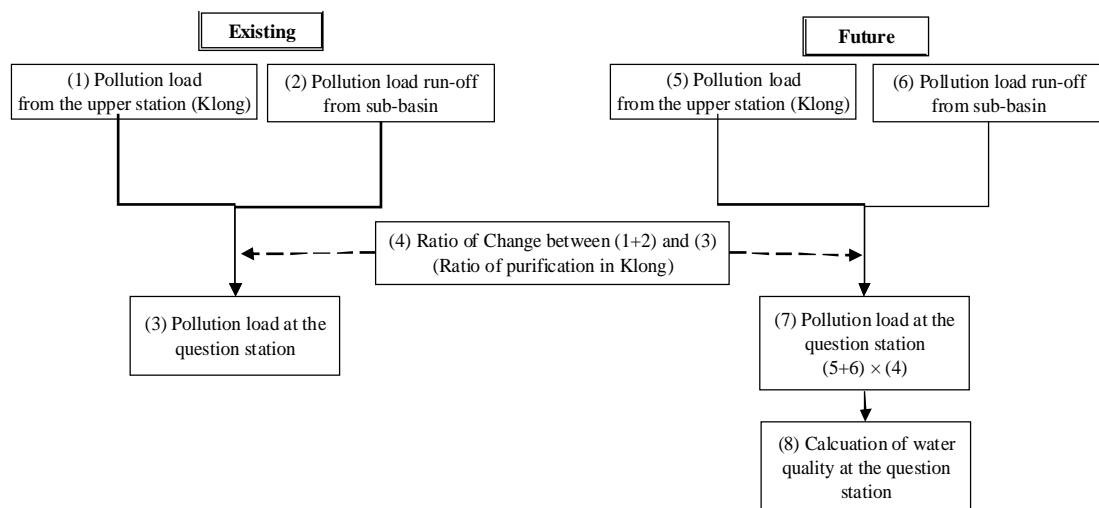 Existing
(1) Pollution load
from the upper station (Klong)
(2) Pollution load run-off
from sub-basin
(4) Ratio of Change between (1+2) and (3)
(Ratio of purification in Klong)
(3) Pollution load at the
question station
Future
(5) Pollution load
from the upper station (Klong)
(6) Pollution load run-off
from sub-basin
(7) Pollution load at the
question station
(5+6) × (4)
(8) Calcuation of water
quality at the question
station